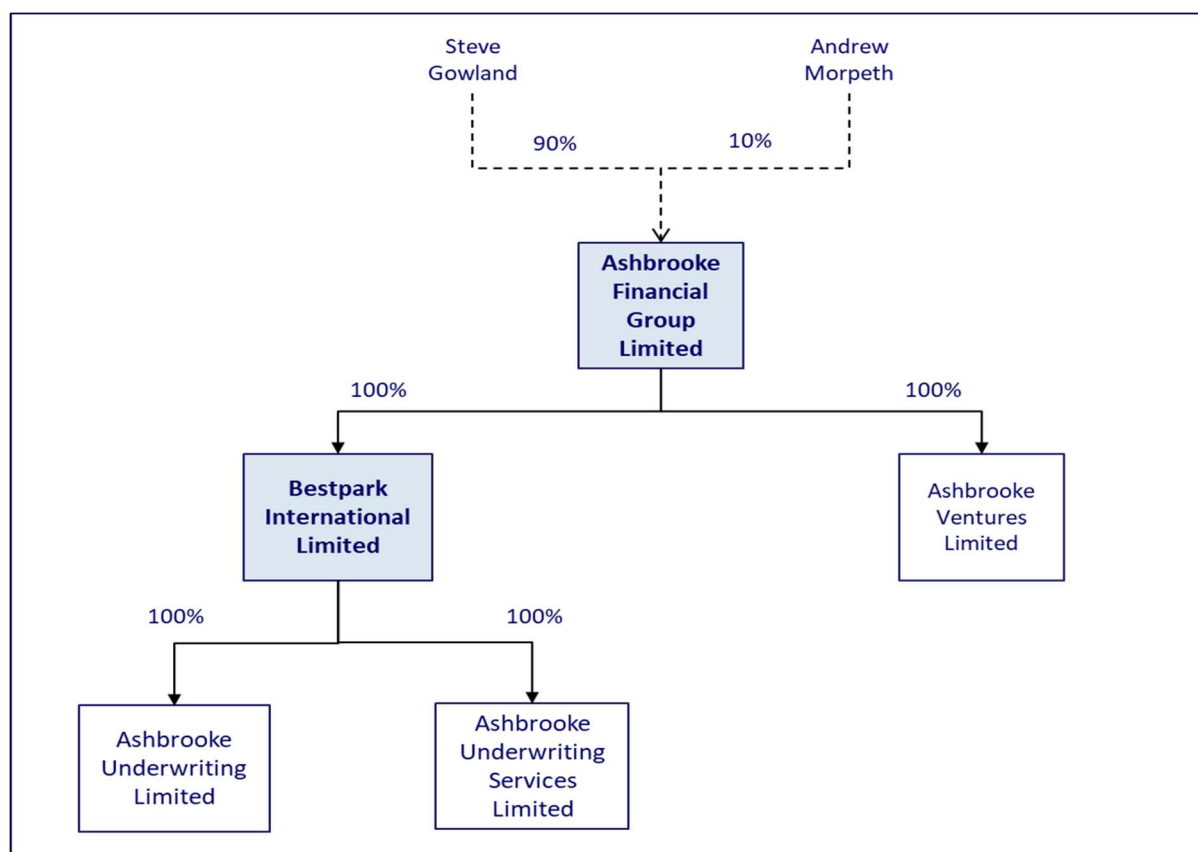 Steve
Gowland
Andrew
Morpeth
90%
10%
Ashbrooke
Financial
Group
Limited
100%
100%
Bestpark
International
Limited
Ashbrooke
Ventures
Limited
100%
100%
Ashbrooke
Underwriting
Limited
Ashbrooke
Underwriting
Services
Limited